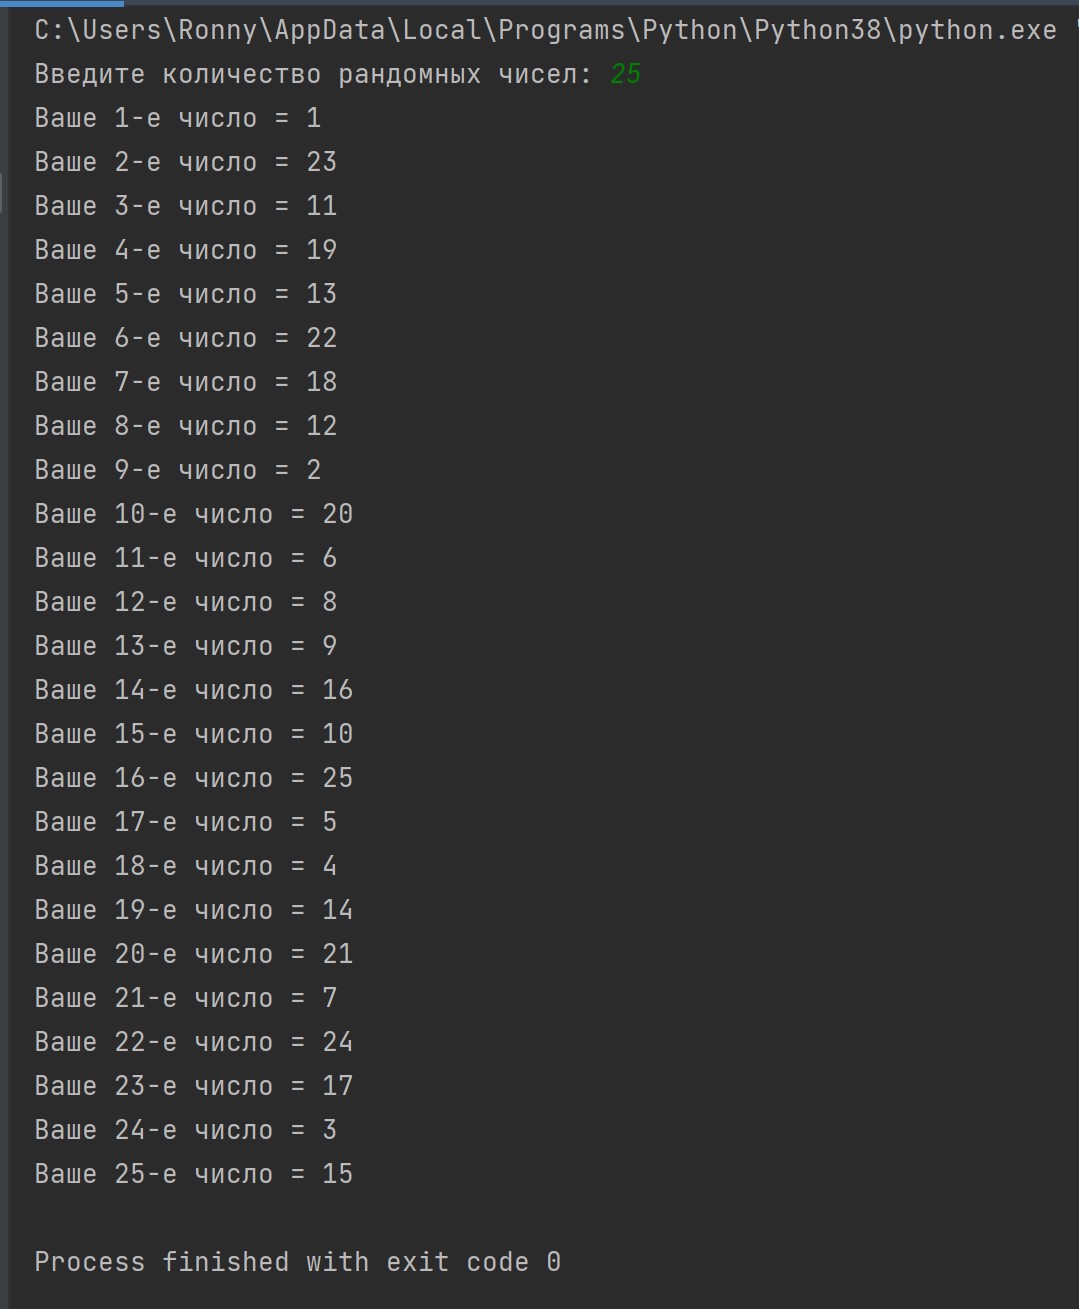 C:\Users\Ronny\AppData\Local\Programs\Python\Python38\python.exe
Введите количество рандомных чисел: 25
Ваше 1-е число = 1
Ваше 2-е число = 23
Ваше 3-е число = 11
Ваше 4-е число = 19
Ваше 5-е число = 13
Ваше 6-е число = 22
Ваше 7-е число = 18
Ваше 8-е число = 12
Ваше 9-е число = 2
Ваше 10-е число = 20
Ваше 11-е число = 6
Ваше 12-е число = 8
Ваше 13-е число = 9
Ваше 14-е число = 16
Ваше 15-е число = 10
Ваше 16-е число = 25
Ваше 17-е число = 5
Ваше 18-е число = 4
Ваше 19-е число = 14
Ваше 20-е число = 21
Ваше 21-е число = 7
Ваше 22-е число = 24
Ваше 23-е число = 17
Ваше 24-е число = 3
Ваше 25-е число = 15
Process finished with exit code 0